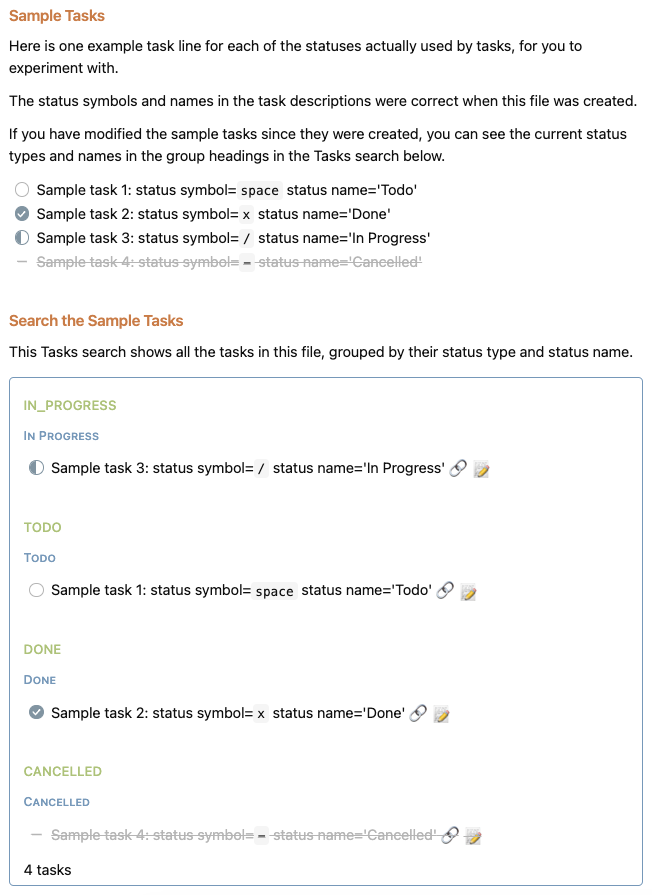 Sample Tasks
Here is one example task line for each of the statuses actually used by tasks, for you to
experiment with.
The status symbols and names in the task descriptions were correct when this file was created.
If you have modified the sample tasks since they were created, you can see the current status
types and names in the group headings in the Tasks search below.
Sample task 1: status symbol= space status name='Todo'
Sample task 2: status symbol= x status name='Done'
Sample task 3: status symbol= / status name='In Progress'
Sample task 4: status symbol= - status name='Cancelled'
Search the Sample Tasks
This Tasks search shows all the tasks in this file, grouped by their status type and status name.
IN_PROGRESS
In Progress
Sample task 3: status symbol= / status name='In Progress'
TODO
Todo
Sample task 1: status symbol= space status name='Todo'
DONE
Done
Sample task 2: status symbol= x status name='Done'
CANCELLED
Cancelled
Sample task 4: status symbol= - status name='Cancelled'
4 tasks